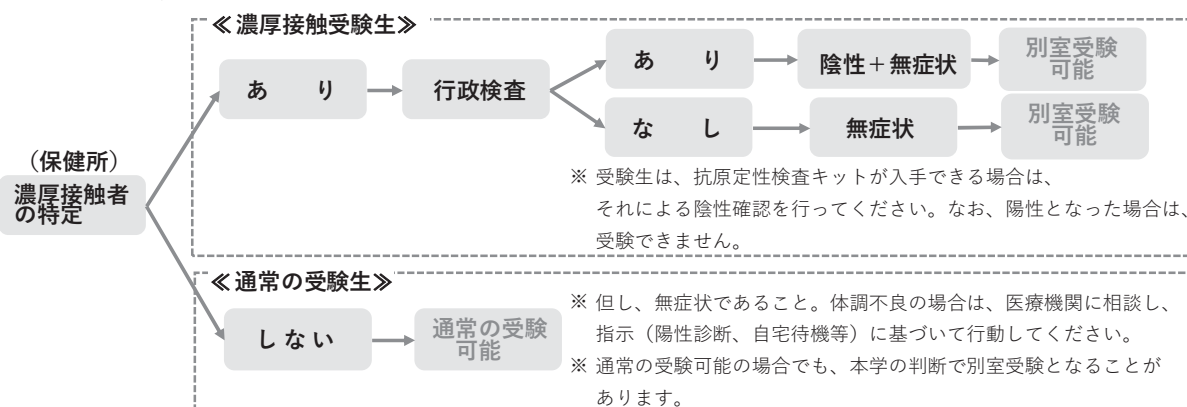 ≪濃厚接触受験生≫
（保健所）
濃厚接触者
の特定
あ　り
行政検査
あ　り
陰性＋無症状
別室受験
可能
な　し
無症状
別室受験
可能
※ 受験生は、抗原定性検査キットが入手できる場合は、
それによる陰性確認を行ってください。なお、陽性となった場合は、
受験できません。
≪通常の受験生≫
しない
通常の受験
可能
※ 但し、無症状であること。体調不良の場合は、医療機関に相談し、
指示（陽性診断、自宅待機等）に基づいて行動してください。
※ 通常の受験可能の場合でも、本学の判断で別室受験となることが
あります。